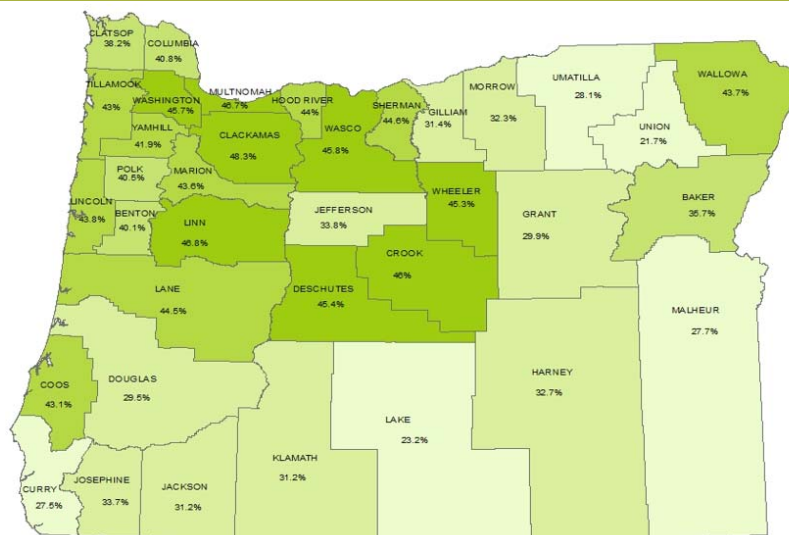 CLATSOP
38.2%
COLUMBIA
40.8%
TILLAMOOK
43%
WASHINGTON
45.7%
MULTNOMAH
46.7%
HOOD RIVER
44%
SHERMAN
44.6%
GILLIAM
31.4%
MORROW
32.3%
UMATILLA
28.1%
WALLOWA
43.7%
UNION
21.7%
YAMHILL
41.9%
CLACKAMAS
48.3%
WASCO
45.8%
POLK
40.5%
MARION
43.6%
WHEELER
45.3%
BAKER
35.7%
LINCOLN
43.8%
BENTON
40.1%
LINN
46.8%
JEFFERSON
33.8%
GRANT
29.9%
CROOK
46%
LANE
44.5%
DESCHUTES
45.4%
MALHEUR
27.7%
COOS
43.1%
DOUGLAS
29.5%
HARNEY
32.7%
LAKE
23.2%
KLAMATH
31.2%
CURRY
27.5%
JOSEPHINE
33.7%
JACKSON
31.2%